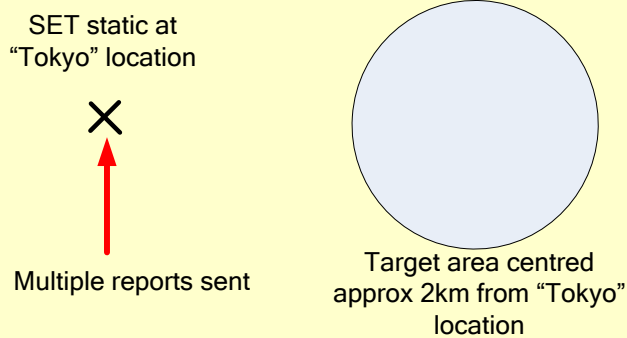 SET static at
“Tokyo” location
Multiple reports sent
Target area centred
approx 2km from “Tokyo”
location